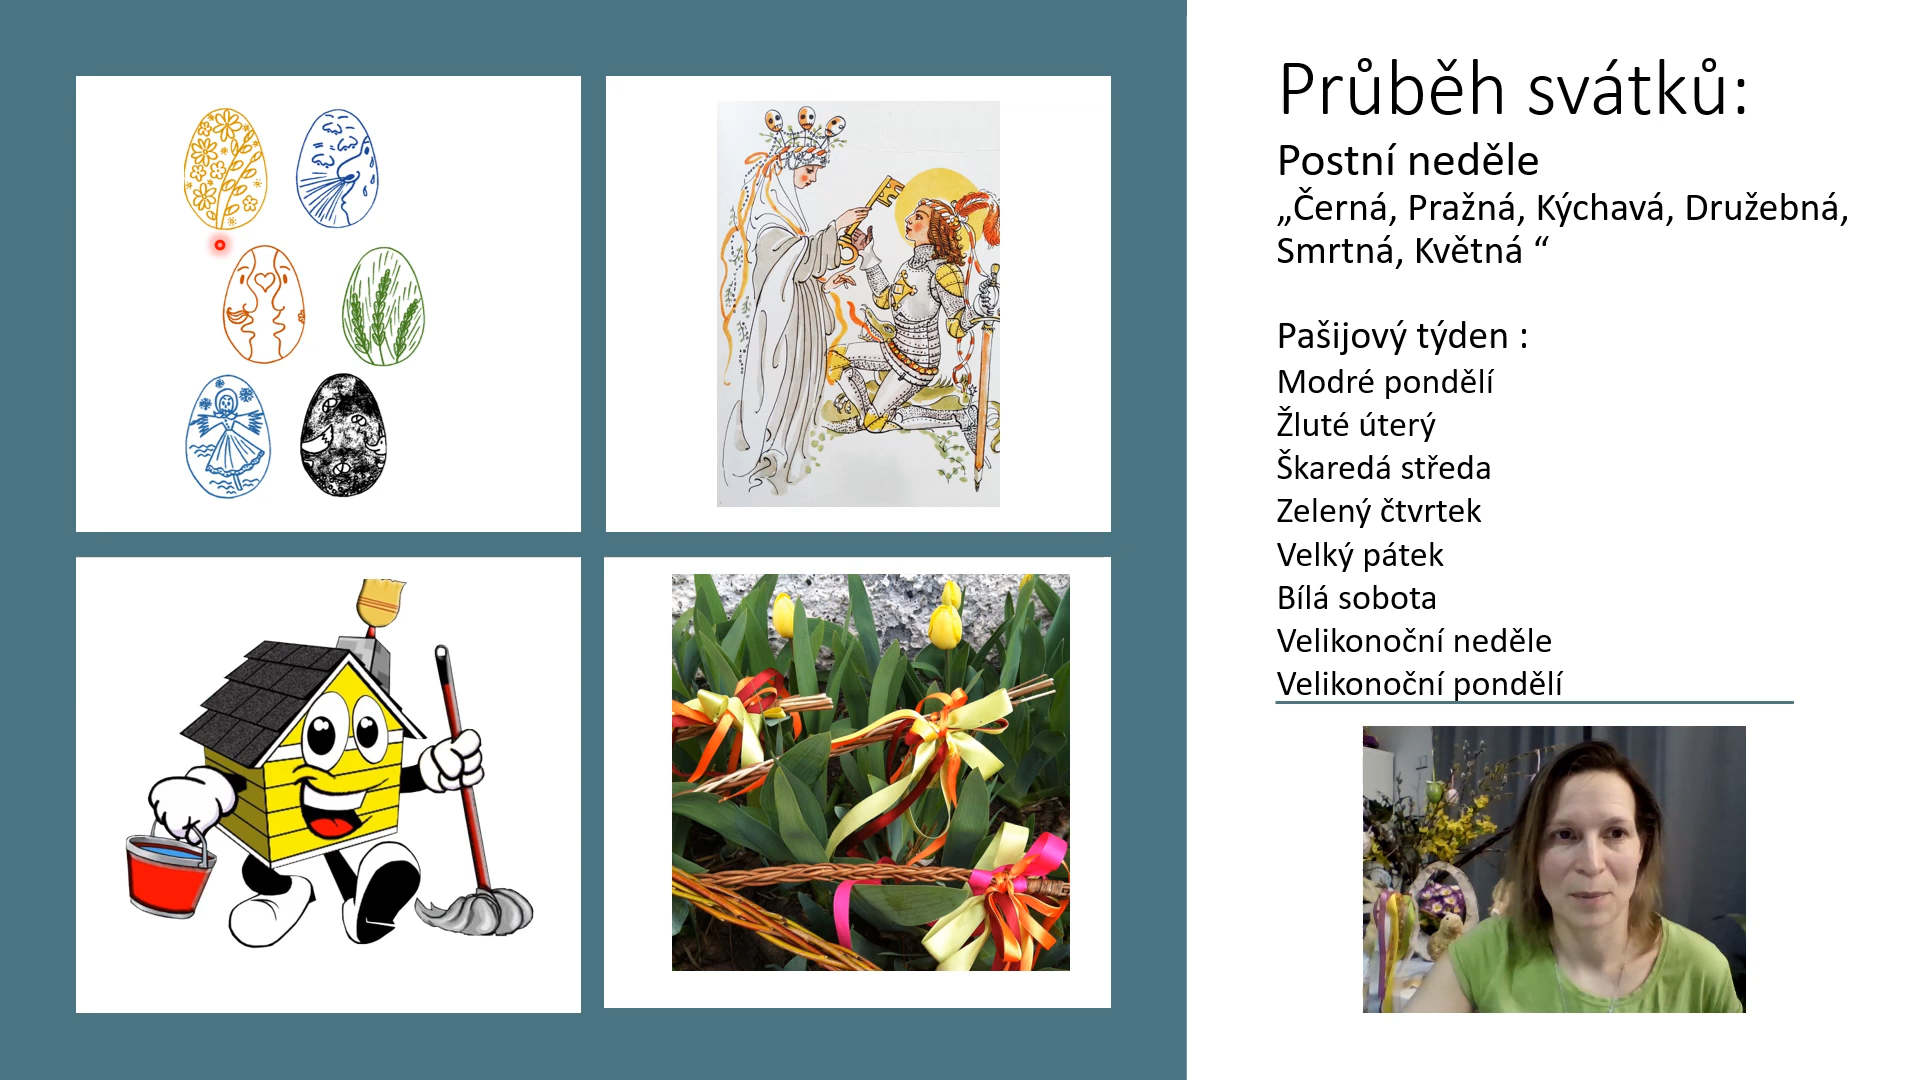 Průběh svátků:
Postní neděle
„Černá, Pražná, Kýchavá, Družebná,
Smrtná, Květná “
Pašijový týden :
Modré pondělí
Žluté úterý
Škaredá středa
Zelený čtvrtek
Velký pátek
Bílá sobota
Velikonoční neděle
Velikonoční pondělí